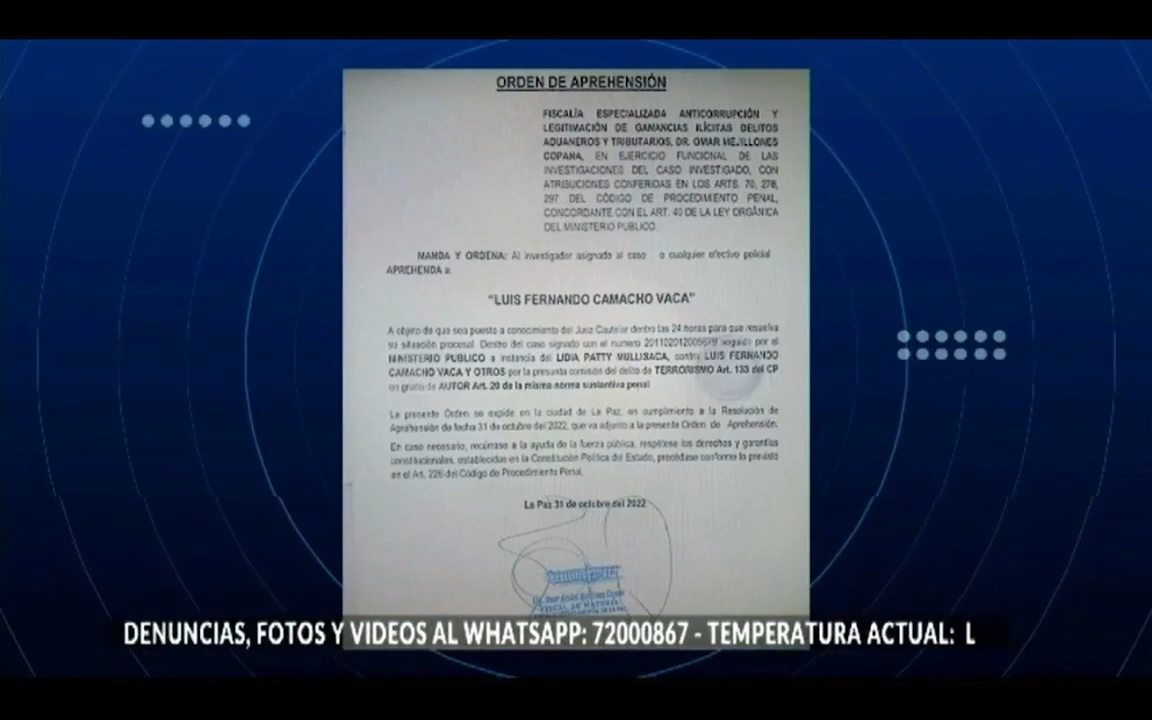 ORDEN DE APREHENSIÓN
FISCALÍA ESPECIALIZADA ANTICORRUPCIÓN Y
LEGITIMACIÓN DE GANANCIAS ILÍCITAS DELITOS
ADUANEROS Y TRIBUTARIOS, DR. OMAR MEJILLONES
COPANA, EN EJERCICIO FUNCIONAL DE LAS
INVESTIGACIONES DEL CASO INVESTIGADO, CON
ATRIBUCIONES CONFERIDAS EN LOS ARTS. 70, 278,
297 DEL CÓDIGO DE PROCEDIMIENTO PENAL,
CONCORDANTE CON EL ART. 40 DE LA LEY ORGÁNICA
DEL MINISTERIO PUBLICO.
MANDA Y ORDENA: Al investigador asignado al caso o cualquier efectivo policial
APREHENDA a:
"LUIS FERNANDO CAMACHO VACA"
A objeto de que sea puesta a conocimiento del Juez Cautelar dentro las 24 horas para que resuelva
su situación procesal. Dentro del caso signado con el numero seguido por el
MINISTERIO PUBLICO a instancia del LIDIA PATTY MULLISACA, contra LUIS FERNANDO
CAMACHO VACA Y OTROS por la presunta comisión del delito de TERRORISMO Art. 133 del CP
en grado de AUTOR Art. 20 de la misma norma sustantiva penal
La presente Orden se expide en la ciudad de La Paz, en cumplimiento a la Resolución de
Aprehensión de fecha 31 de octubre del 2022, que va adjunto a la presente Orden de Aprehensión.
En caso necesario, recúrrase a la ayuda de la fuerza pública, respétense los derechos y garantías
constitucionales, establecidas en la Constitución Política del Estado, procédase conforme lo previsto
en el Art. 226 del Código de Procedimiento Penal.
La Paz 31 de octubre del 2022
FISCAL DE MATERIA
DENUNCIAS, FOTOS Y VIDEOS AL WHATSAPP: 72000867 - TEMPERATURA ACTUAL: L